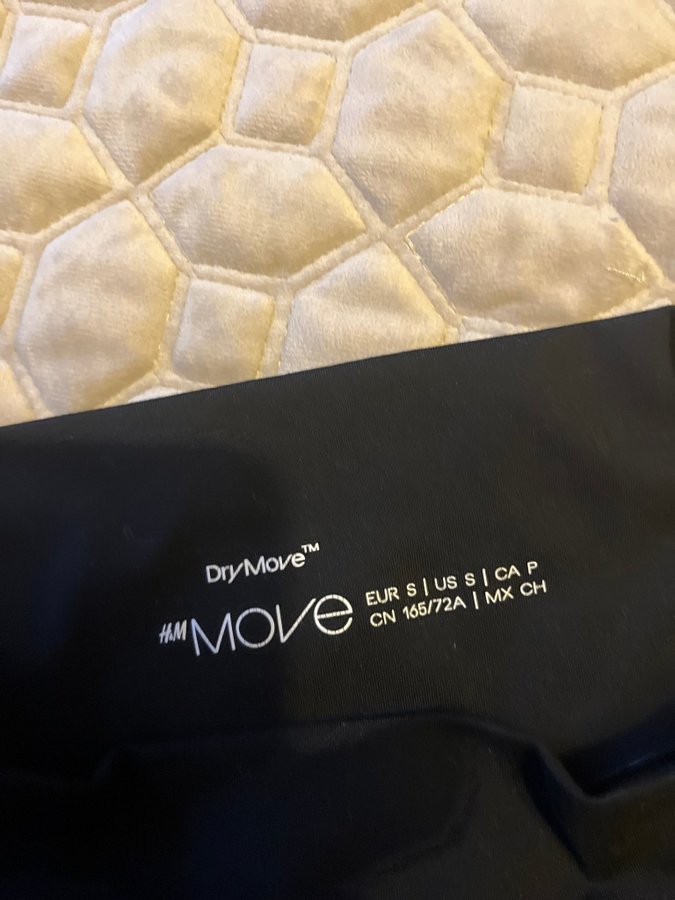 DryMove™
H&M MOVE
EUR S | US S | CA P
CN 165/72A | MX CH